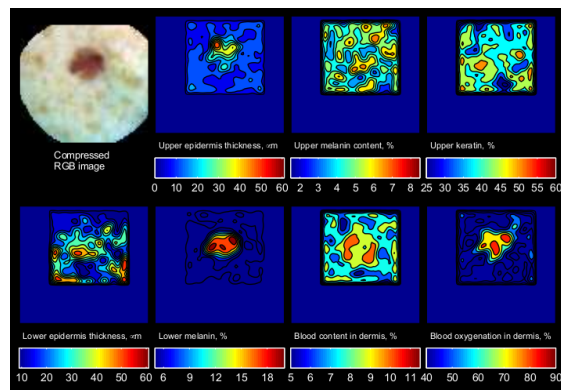 Compressed
RGB image
Upper epidermis thickness, ∝m
Upper melanin content, %
Upper keratin, %
0 10 20 30 40 50 60
2 3 4 5 6 7 8
25 30 35 40 45 50 55 60
Lower epidermis thickness, ∝m
Lower melanin, %
Blood content in dermis, %
Blood oxygenation in dermis, %
10 20 30 40 50 60
6 9 12 15 18
5 6 7 8 9 10 11
40 50 60 70 80 90